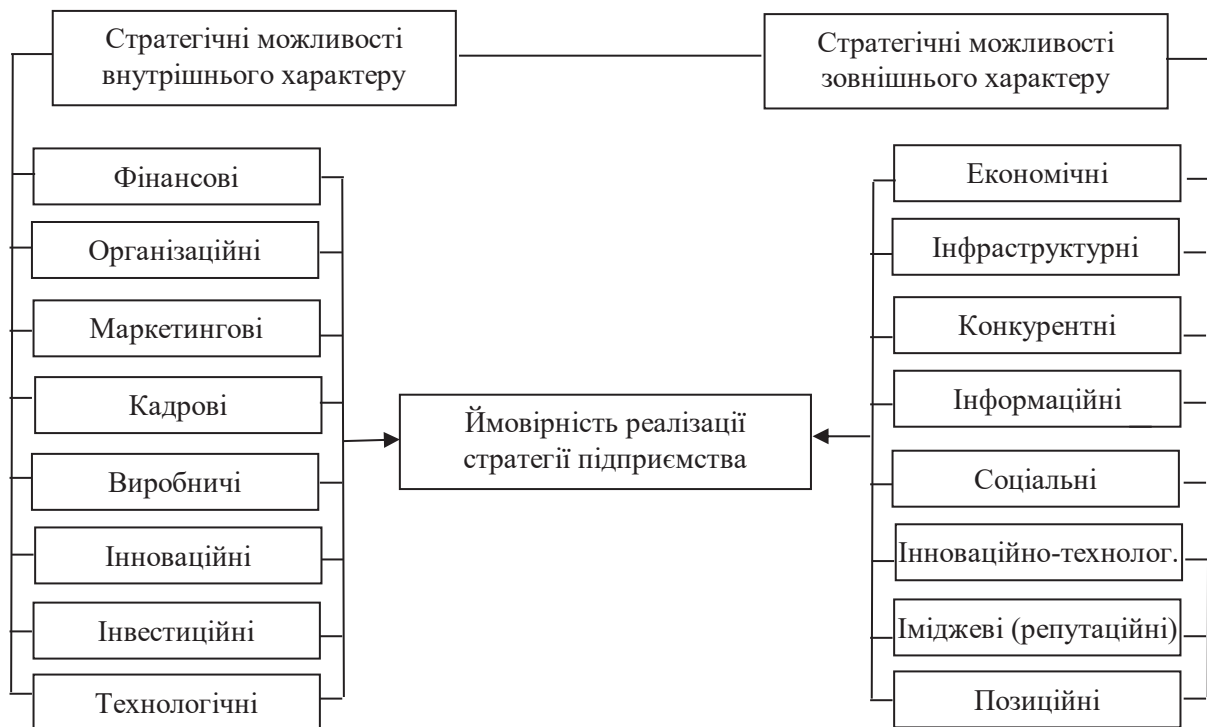 Стратегічні можливості
внутрішнього характеру
Стратегічні можливості
зовнішнього характеру
Фінансові
Організаційні
Маркетингові
Кадрові
Виробничі
Інноваційні
Інвестиційні
Технологічні
Ймовірність реалізації
стратегії підприємства
Економічні
Інфраструктурні
Конкурентні
Інформаційні
Соціальні
Інноваційно-технолог.
Іміджеві (репутаційні)
Позиційні